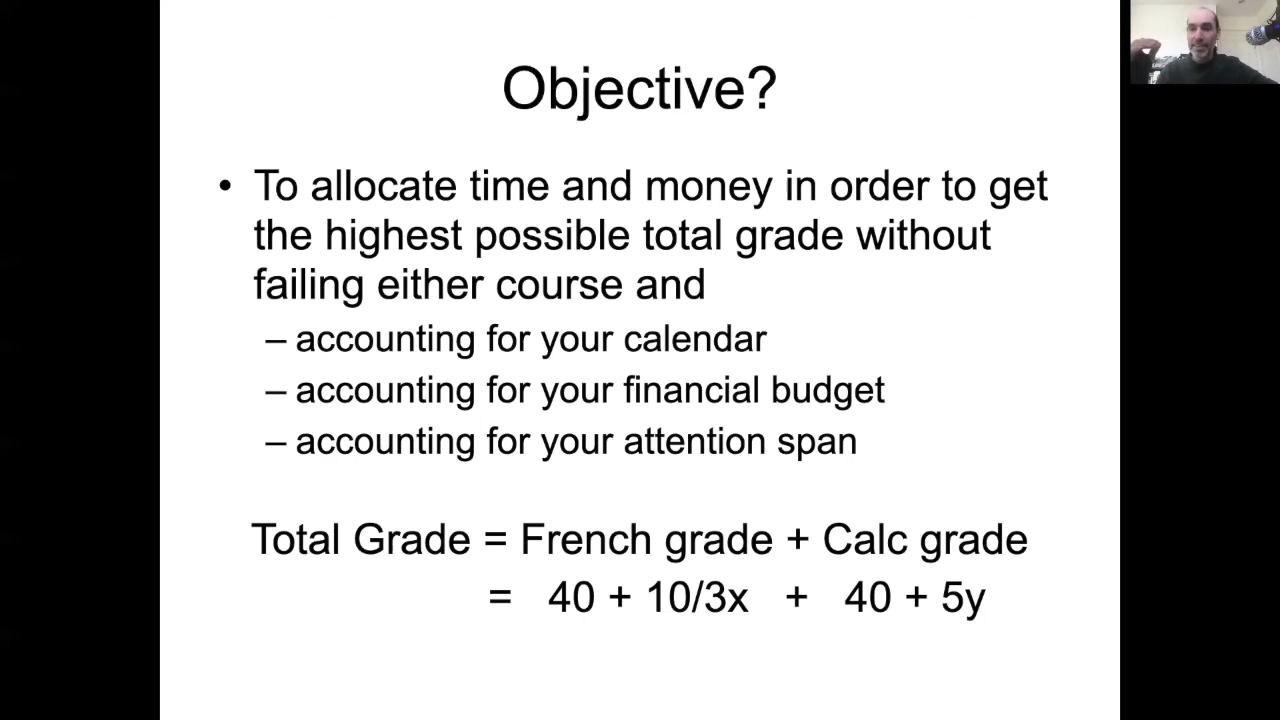 Objective?
• To allocate time and money in order to get
the highest possible total grade without
failing either course and
– accounting for your calendar
– accounting for your financial budget
– accounting for your attention span
Total Grade = French grade + Calc grade
= 40 + 10/3x + 40 + 5y